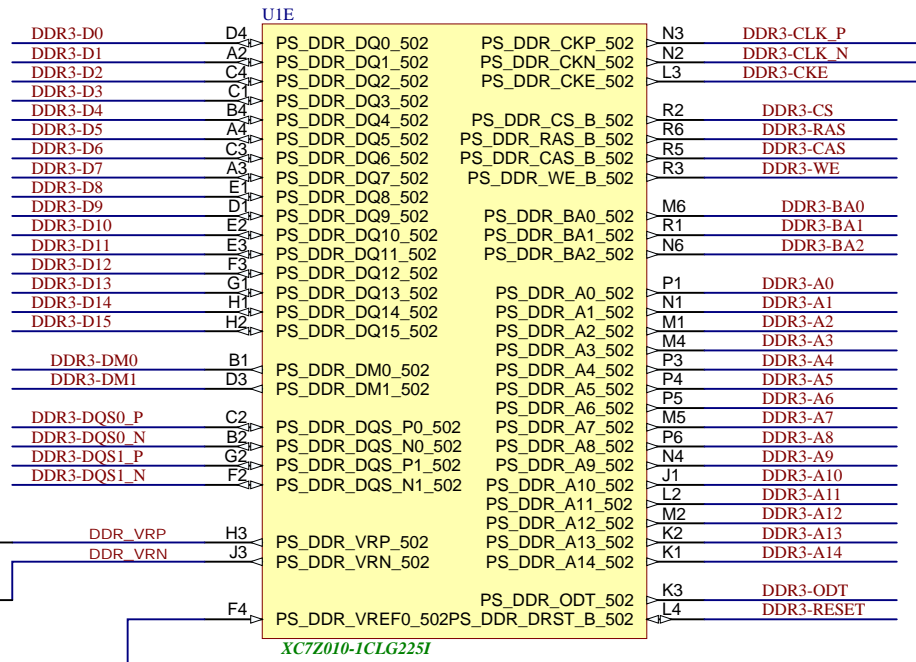 U1E
DDR3-D0 D4 PS_DDR_DQ0_502 PS_DDR_CKP_502 N3 DDR3-CLK_P
DDR3-D1 A2 PS_DDR_DQ1_502 PS_DDR_CKN_502 N2 DDR3-CLK_N
DDR3-D2 C4 PS_DDR_DQ2_502 PS_DDR_CKE_502 L3 DDR3-CKE
DDR3-D3 C1 PS_DDR_DQ3_502
DDR3-D4 B4 PS_DDR_DQ4_502 PS_DDR_CS_B_502 R2 DDR3-CS
DDR3-D5 A4 PS_DDR_DQ5_502 PS_DDR_RAS_B_502 R6 DDR3-RAS
DDR3-D6 C3 PS_DDR_DQ6_502 PS_DDR_CAS_B_502 R5 DDR3-CAS
DDR3-D7 A3 PS_DDR_DQ7_502 PS_DDR_WE_B_502 R3 DDR3-WE
DDR3-D8 E1 PS_DDR_DQ8_502
DDR3-D9 D1 PS_DDR_DQ9_502 PS_DDR_BA0_502 M6 DDR3-BA0
DDR3-D10 E2 PS_DDR_DQ10_502 PS_DDR_BA1_502 R1 DDR3-BA1
DDR3-D11 E3 PS_DDR_DQ11_502 PS_DDR_BA2_502 N6 DDR3-BA2
DDR3-D12 F3 PS_DDR_DQ12_502
DDR3-D13 G1 PS_DDR_DQ13_502 PS_DDR_A0_502 P1 DDR3-A0
DDR3-D14 H1 PS_DDR_DQ14_502 PS_DDR_A1_502 N1 DDR3-A1
DDR3-D15 H2 PS_DDR_DQ15_502 PS_DDR_A2_502 M1 DDR3-A2
PS_DDR_A3_502 M4 DDR3-A3
DDR3-DM0 B1 PS_DDR_DM0_502 PS_DDR_A4_502 P3 DDR3-A4
DDR3-DM1 D3 PS_DDR_DM1_502 PS_DDR_A5_502 P4 DDR3-A5
PS_DDR_A6_502 P5 DDR3-A6
DDR3-DQS0_P C2 PS_DDR_DQS_P0_502 PS_DDR_A7_502 M5 DDR3-A7
DDR3-DQS0_N B2 PS_DDR_DQS_N0_502 PS_DDR_A8_502 P6 DDR3-A8
DDR3-DQS1_P G2 PS_DDR_DQS_P1_502 PS_DDR_A9_502 N4 DDR3-A9
DDR3-DQS1_N F2 PS_DDR_DQS_N1_502 PS_DDR_A10_502 J1 DDR3-A10
PS_DDR_A11_502 L2 DDR3-A11
PS_DDR_A12_502 M2 DDR3-A12
DDR_VRP H3 PS_DDR_VRP_502 PS_DDR_A13_502 K2 DDR3-A13
DDR_VRN J3 PS_DDR_VRN_502 PS_DDR_A14_502 K1 DDR3-A14
PS_DDR_ODT_502 K3 DDR3-ODT
F4 PS_DDR_VREF0_502 PS_DDR_DRST_B_502 L4 DDR3-RESET
XC7Z010-1CLG225I